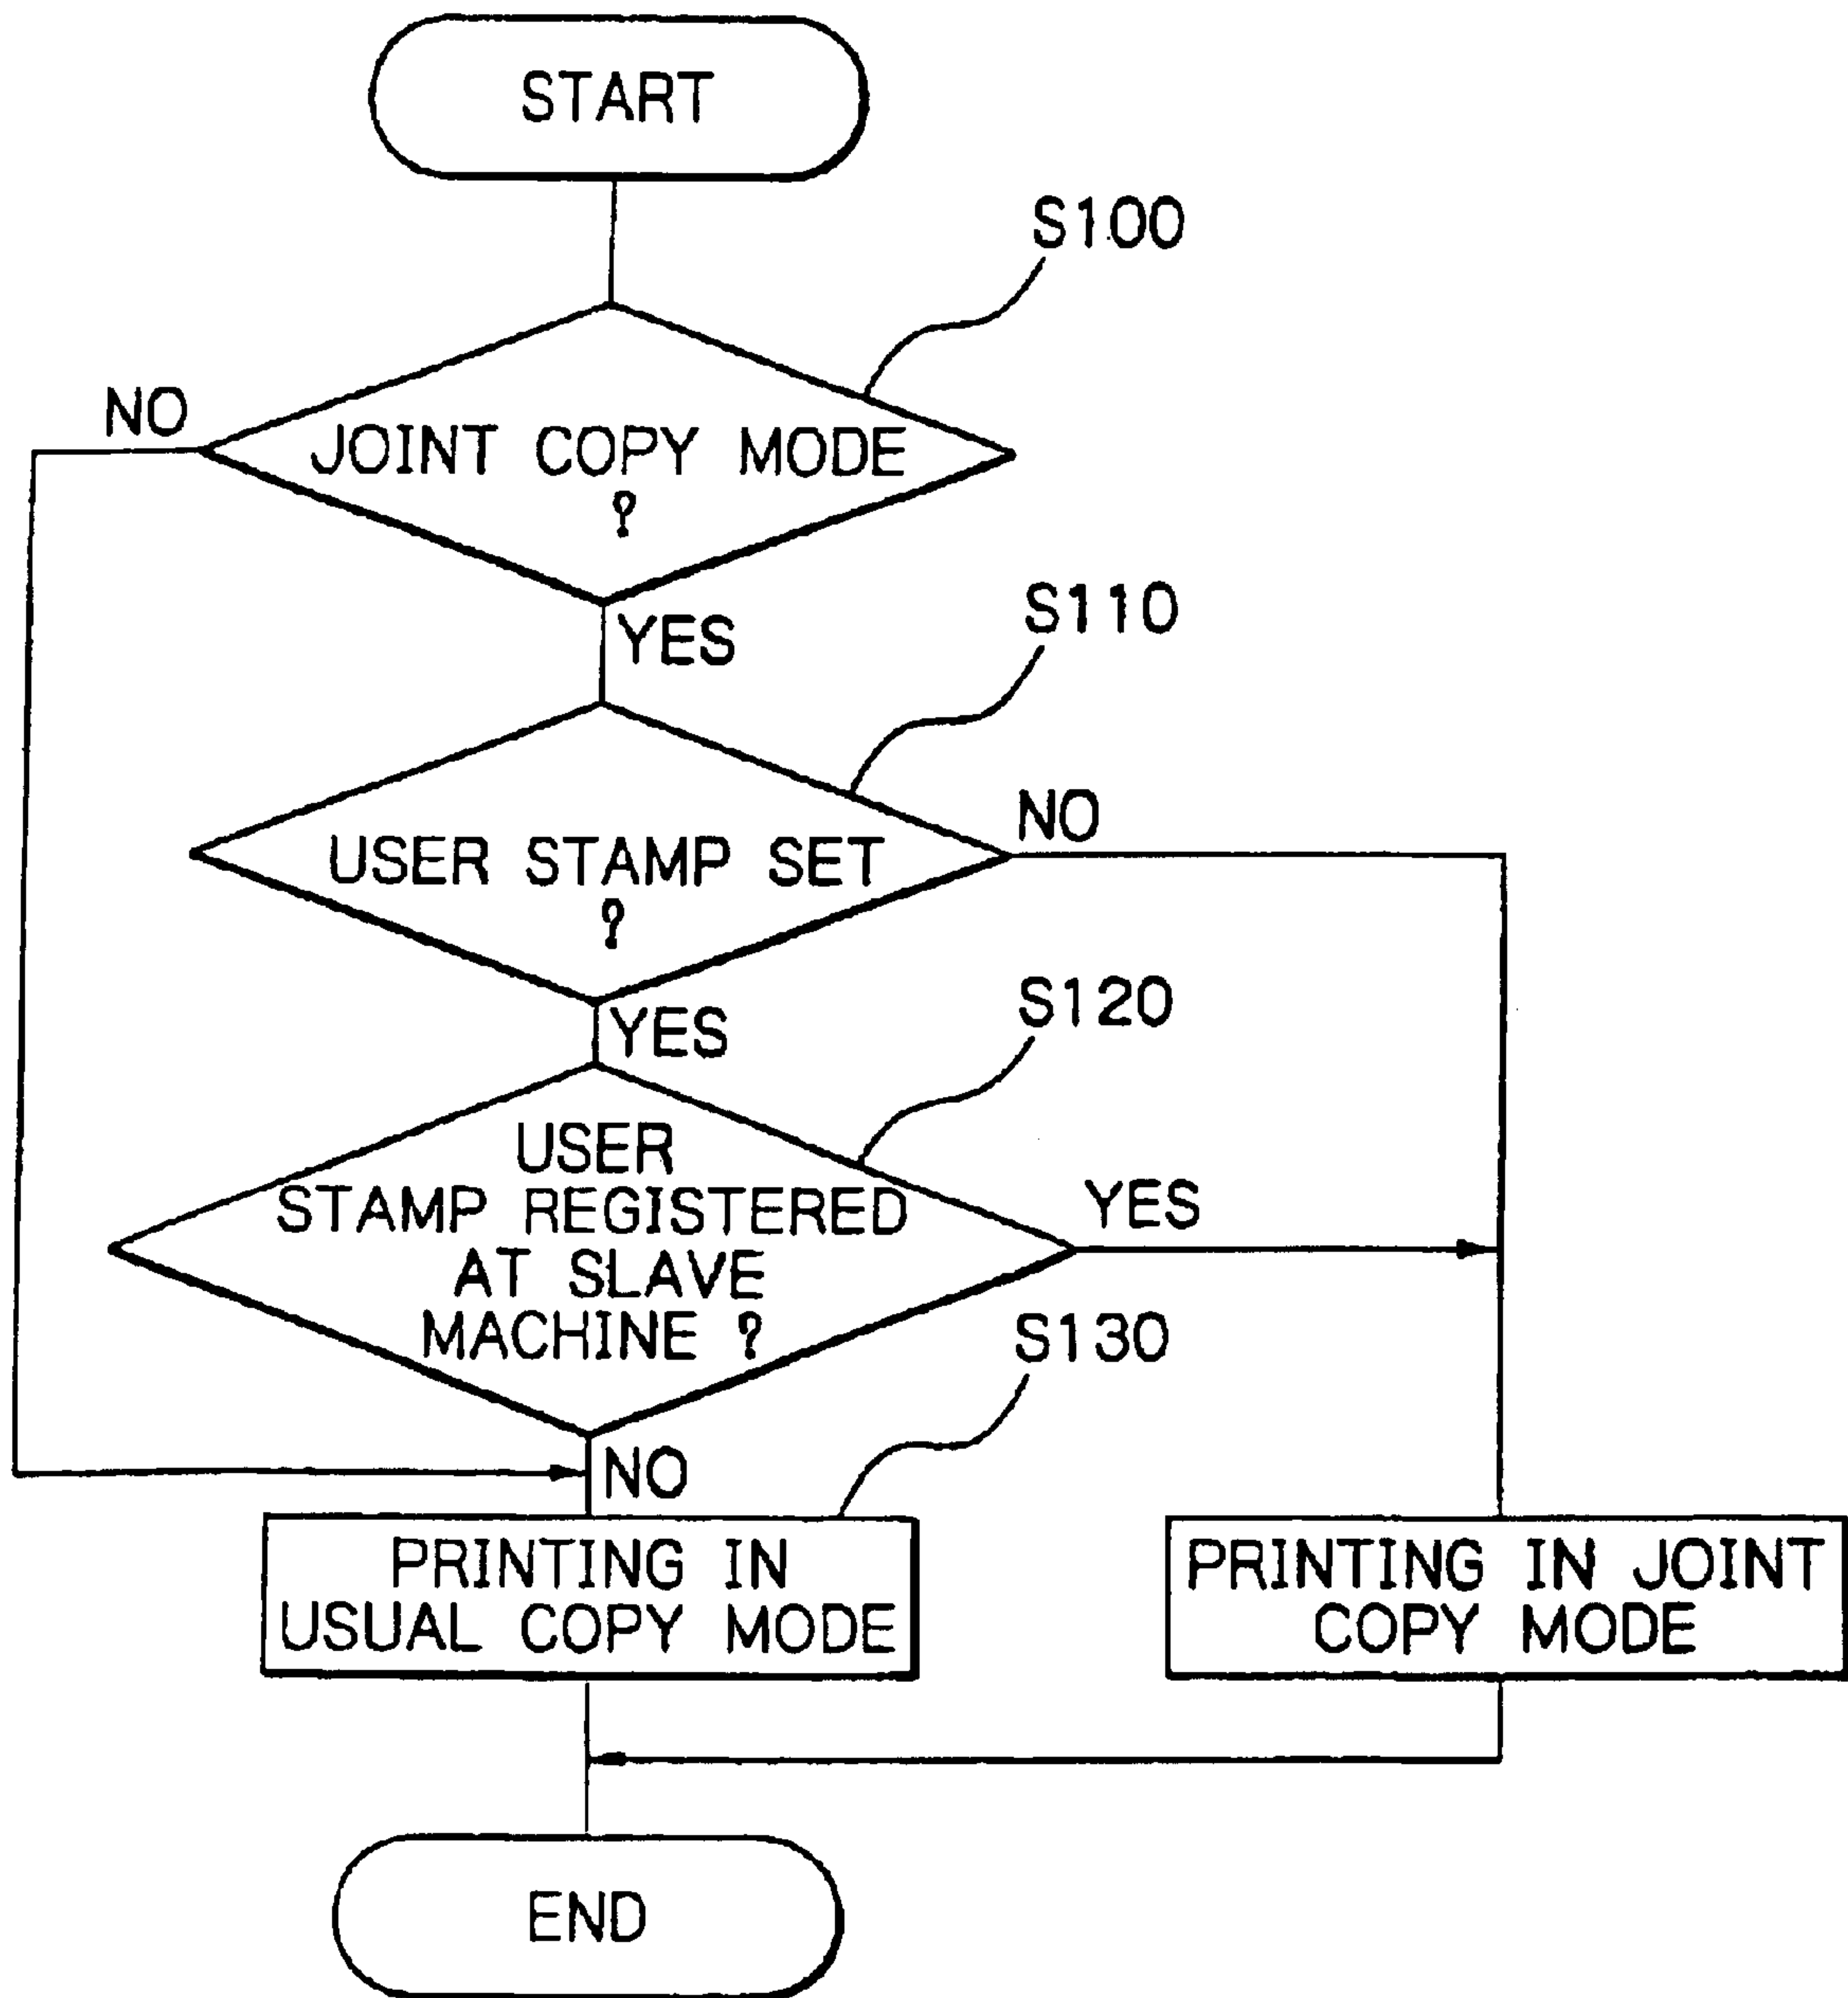 START
S100
NO
JOINT COPY MODE
?
YES
S110
NO
USER STAMP SET
?
YES
S120
USER
STAMP REGISTERED
AT SLAVE
MACHINE ?
YES
S130
NO
PRINTING IN
USUAL COPY MODE
PRINTING IN JOINT
COPY MODE
END